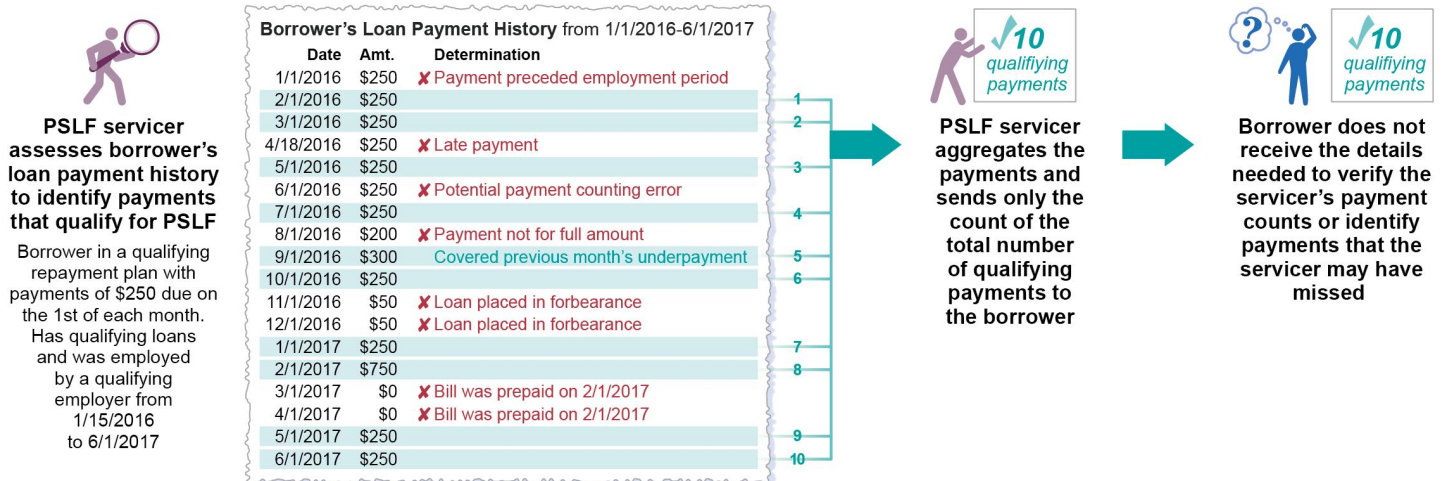 PSLF servicer
assesses borrower's
loan payment history
to identify payments
that qualify for PSLF
Borrower in a qualifying
repayment plan with
payments of $250 due on
the 1st of each month.
Has qualifying loans
and was employed
by a qualifying
employer from
1/15/2016
to 6/1/2017
Borrower's Loan Payment History from 1/1/2016-6/1/2017
Date Amt. Determination
1/1/2016 $250 ✘ Payment preceded employment period
2/1/2016 $250 1
3/1/2016 $250 2
4/18/2016 $250 ✘ Late payment
5/1/2016 $250 3
6/1/2016 $250 ✘ Potential payment counting error
7/1/2016 $250 4
8/1/2016 $200 ✘ Payment not for full amount
9/1/2016 $300 Covered previous month's underpayment 5
10/1/2016 $250 6
11/1/2016 $50 ✘ Loan placed in forbearance
12/1/2016 $50 ✘ Loan placed in forbearance
1/1/2017 $250 7
2/1/2017 $750 8
3/1/2017 $0 ✘ Bill was prepaid on 2/1/2017
4/1/2017 $0 ✘ Bill was prepaid on 2/1/2017
5/1/2017 $250 9
6/1/2017 $250 10
√10
qualifiying
payments
PSLF servicer
aggregates the
payments and
sends only the
count of the
total number
of qualifying
payments to
the borrower
?
√10
qualifiying
payments
Borrower does not
receive the details
needed to verify the
servicer's payment
counts or identify
payments that the
servicer may have
missed